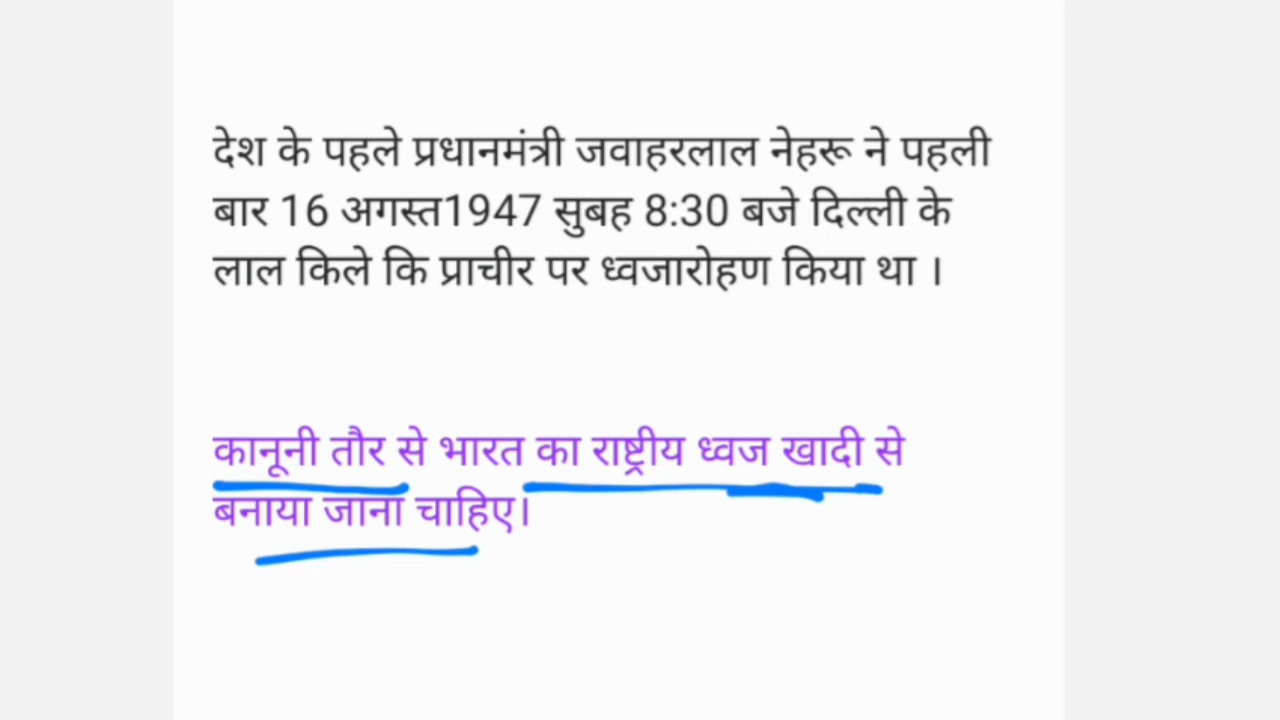 देश के पहले प्रधानमंत्री जवाहरलाल नेहरू ने पहली
बार 16 अगस्त1947 सुबह 8:30 बजे दिल्ली के
लाल किले कि प्राचीर पर ध्वजारोहण किया था ।
कानूनी तौर से भारत का राष्ट्रीय ध्वज खादी से
बनाया जाना चाहिए।